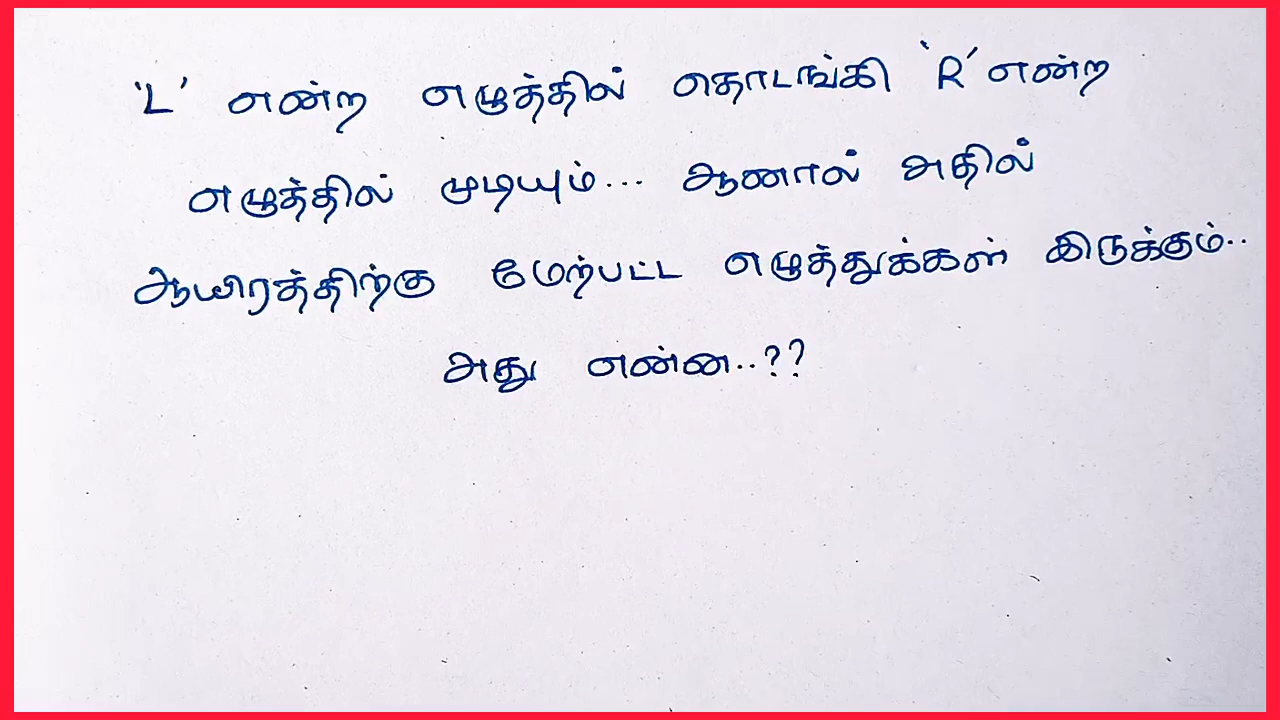 'L' என்ற எழுத்தில் தொடங்கி 'R' என்ற
எழுத்தில் முடியும்... ஆனால் அதில்
ஆயிரத்திற்கு மேற்பட்ட எழுத்துக்கள் இருக்கும்..
அது என்ன..??